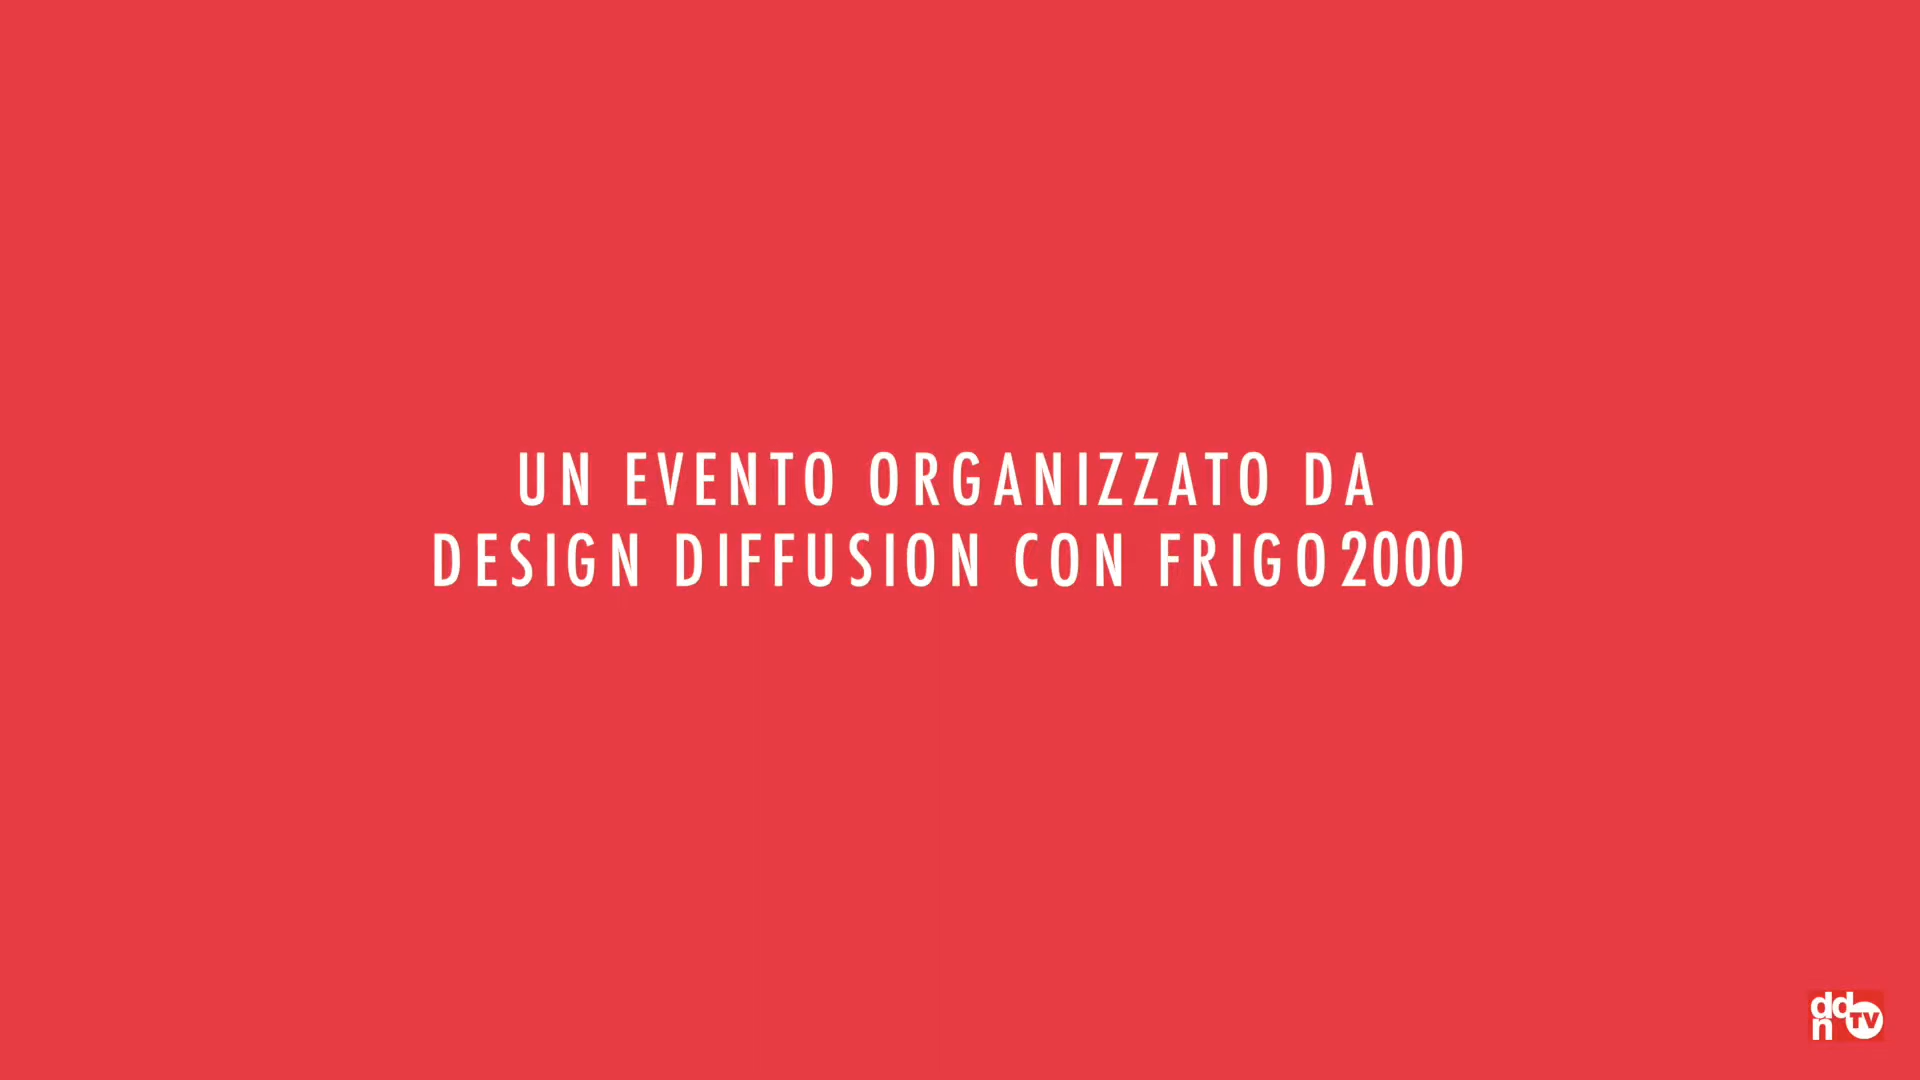 UN EVENTO ORGANIZZATO DA
DESIGN DIFFUSION CON FRIGO2000
ddn TV